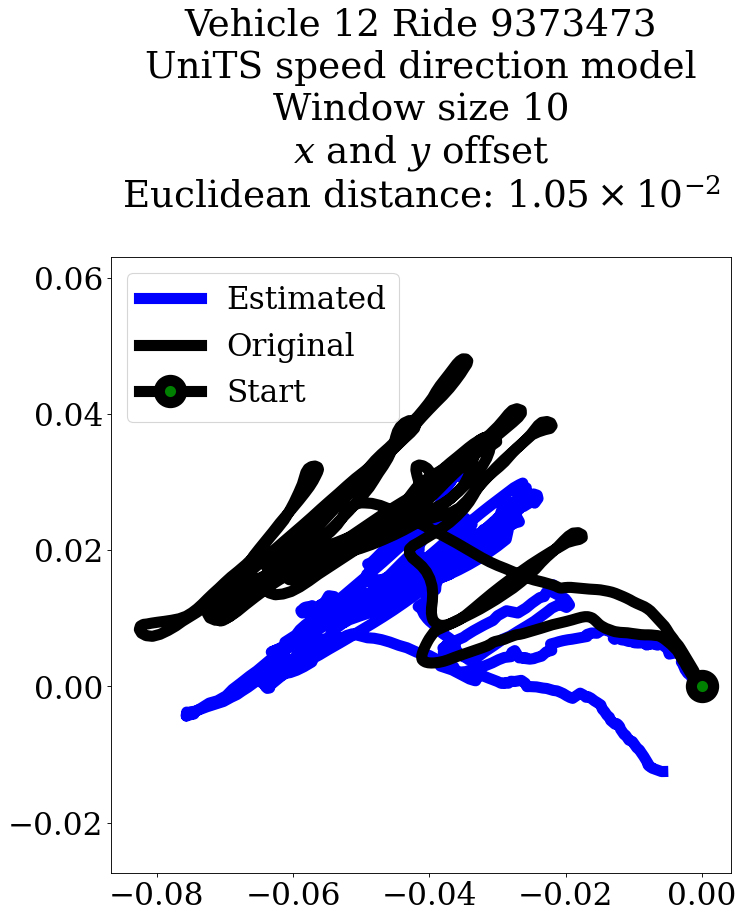 Vehicle 12 Ride 9373473
UniTS speed direction model
Window size 10
x and y offset
Euclidean distance: 1.05 × 10⁻²
0.06
0.04
0.02
0.00
−0.02
Estimated
Original
Start
−0.08 −0.06 −0.04 −0.02 0.00